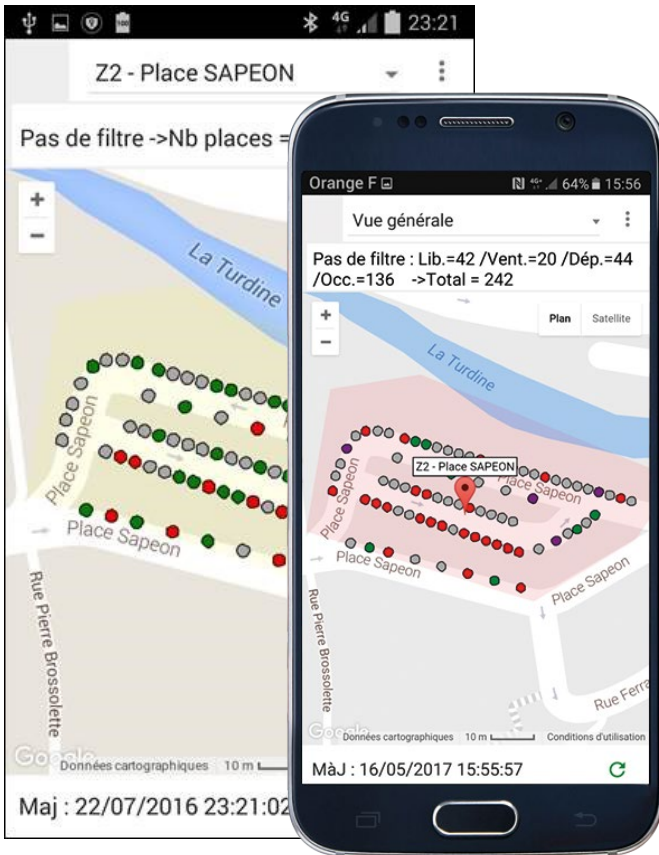 100
4G
23:21
Z2 - Place SAPEON
Pas de filtre ->Nb places =
+
−
La Turdine
Place Sapeon
Place Sapeon
Rue Pierre Brossolette
Google
Données cartographiques 10 m
Maj : 22/07/2016 23:21:02
Orange F
4G+ 64% 15:56
Vue générale
Pas de filtre : Lib.=42 /Vent.=20 /Dép.=44
/Occ.=136 ->Total = 242
+
−
Plan Satellite
La Turdine
Z2 - Place SAPEON
Place Sapeon
Place Sapeon
Place Sapeon
Place Sapeon
Rue Pierre Brossolette
Rue Ferra
Google
Données cartographiques 10 m Conditions d'utilisation
MàJ : 16/05/2017 15:55:57